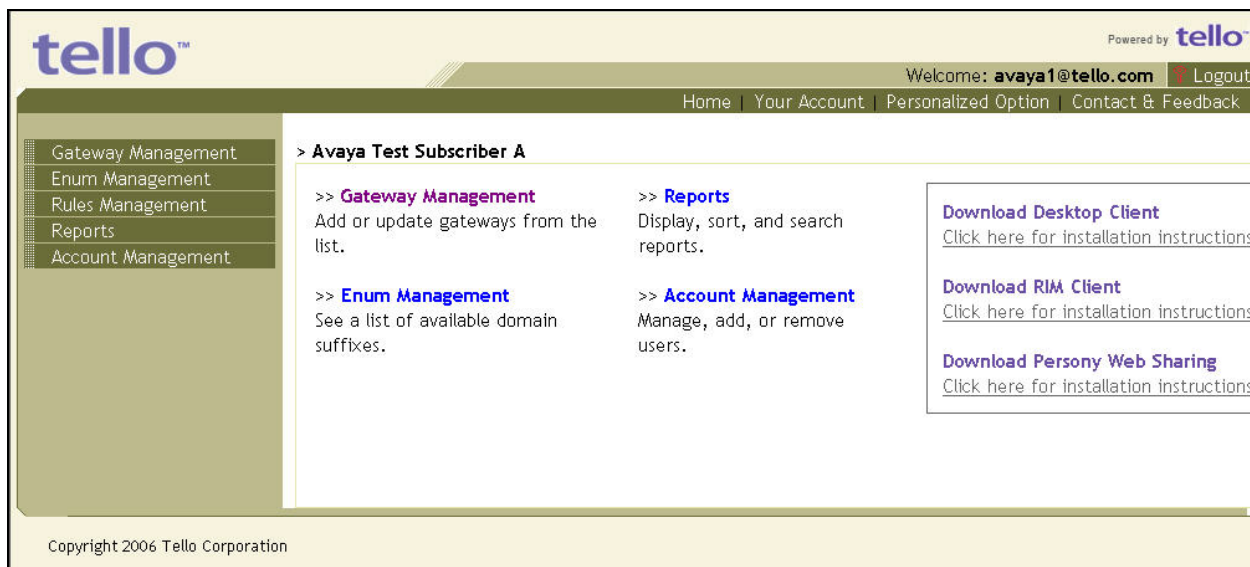 tello™
Powered by tello™
Welcome: avaya1@tello.com
Logout
Home | Your Account | Personalized Option | Contact & Feedback
Gateway Management
Enum Management
Rules Management
Reports
Account Management
> Avaya Test Subscriber A
>> Gateway Management
Add or update gateways from the
list.
>> Enum Management
See a list of available domain
suffixes.
>> Reports
Display, sort, and search
reports.
>> Account Management
Manage, add, or remove
users.
Download Desktop Client
Click here for installation instructions
Download RIM Client
Click here for installation instructions
Download Persony Web Sharing
Click here for installation instructions
Copyright 2006 Tello Corporation